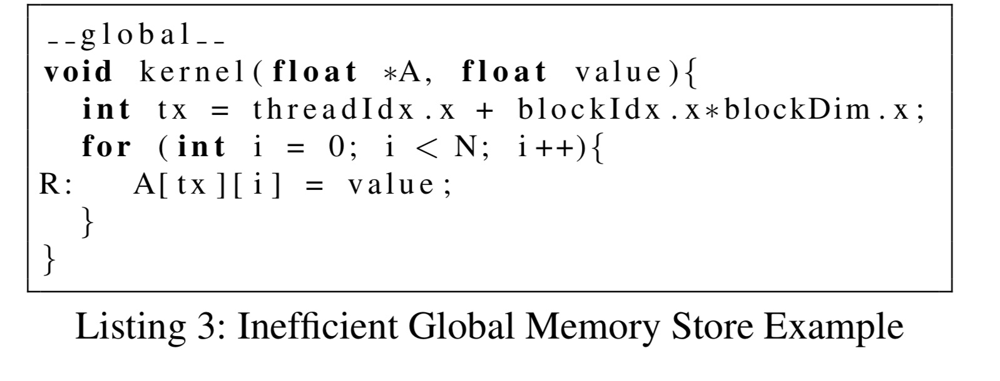 __global__
void kernel(float *A, float value){
  int tx = threadIdx.x + blockIdx.x*blockDim.x;
  for (int i = 0; i < N; i++){
R:   A[tx][i] = value;
  }
}
Listing 3: Inefficient Global Memory Store Example